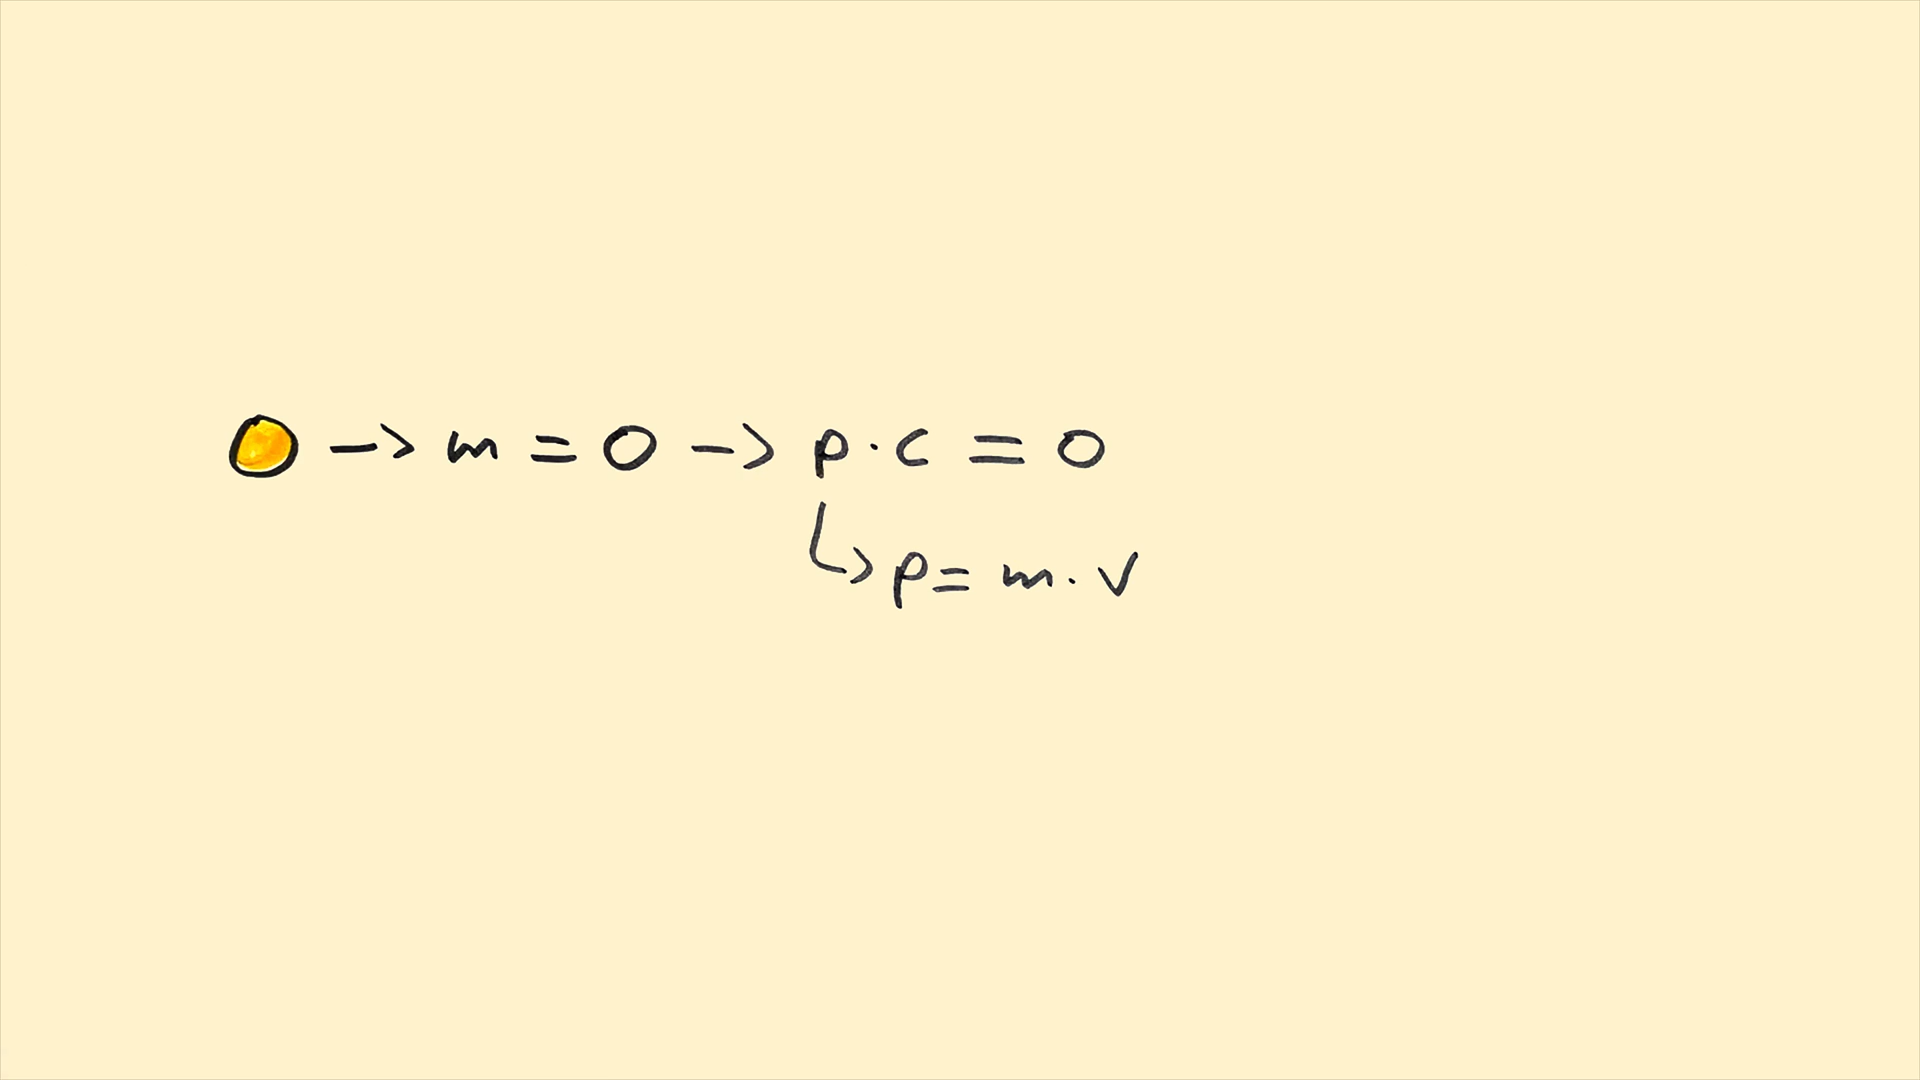 -> m = 0 -> p · c = 0
↳ p = m · v